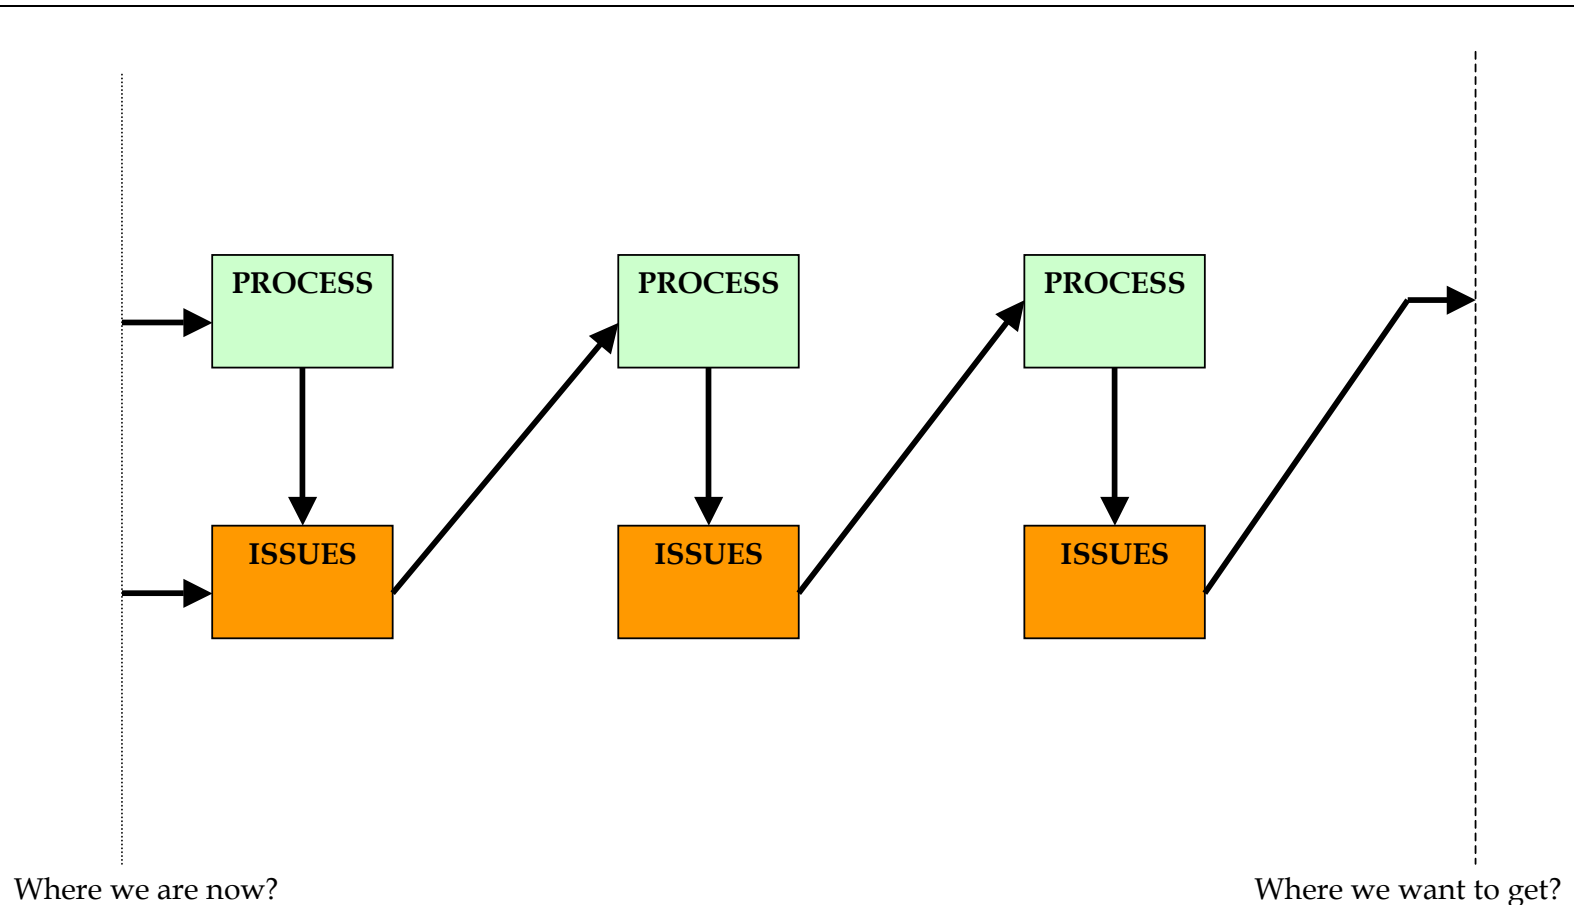 PROCESS
PROCESS
PROCESS
ISSUES
ISSUES
ISSUES
Where we are now?
Where we want to get?